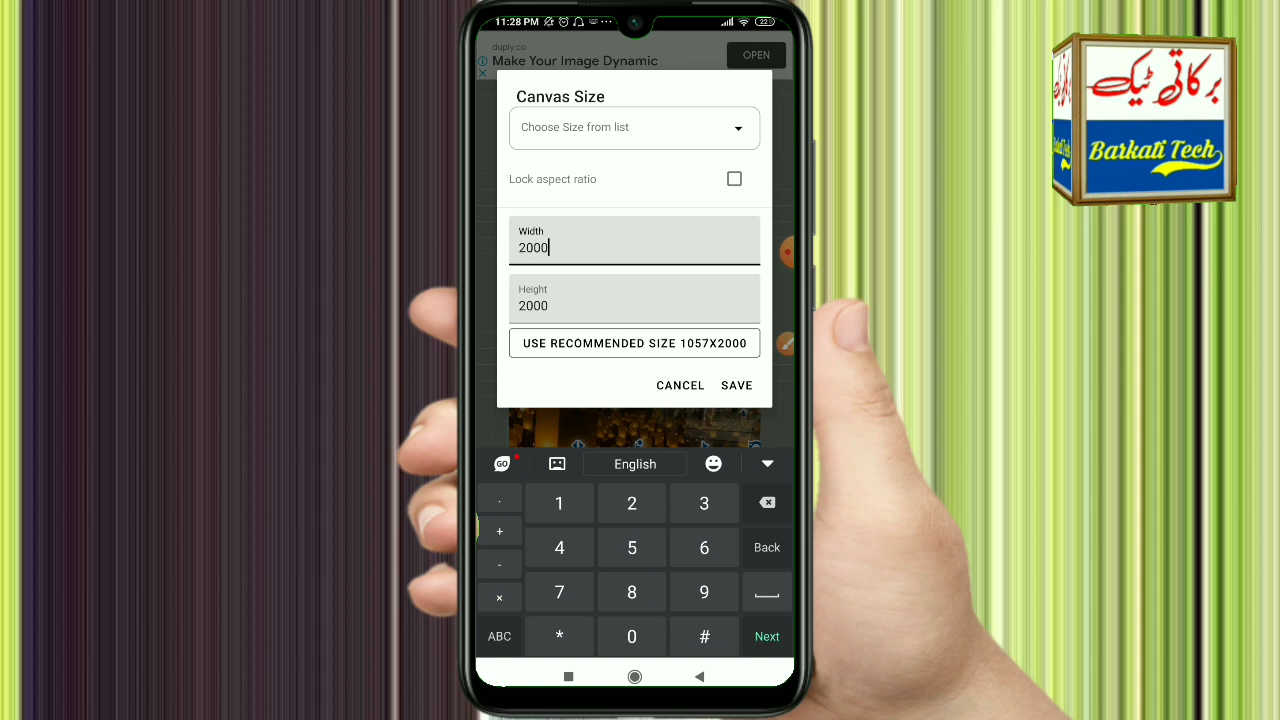 11:28 PM
22
duply.co
Make Your Image Dynamic
OPEN
Canvas Size
Choose Size from list
Lock aspect ratio
Width
2000
Height
2000
USE RECOMMENDED SIZE 1057X2000
CANCEL
SAVE
GO
English
.
1
2
3
+
4
5
6
Back
-
7
8
9
×
ABC
*
0
#
Next
برکاتی ٹیک
Barkati Tech